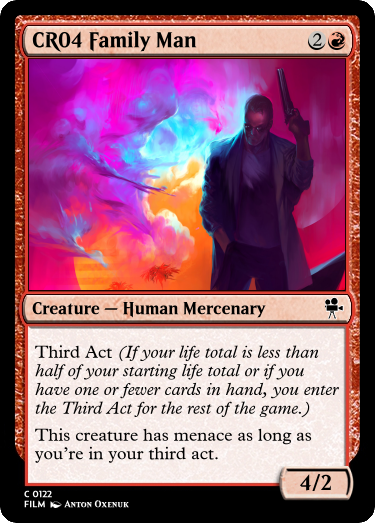 CR04 Family Man 2
Creature — Human Mercenary
Third Act (If your life total is less than
half of your starting life total or if you
have one or fewer cards in hand, you enter
the Third Act for the rest of the game.)
This creature has menace as long as
you're in your third act.
4/2
C 0122
FILM Anton Oxenuk